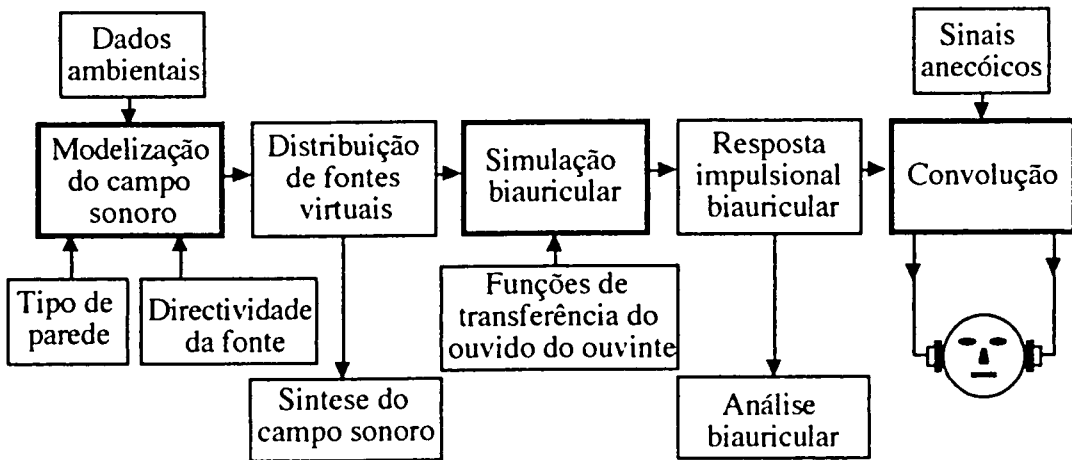 Dados
ambientais
Sinais
anecóicos
Modelização
do campo
sonoro
Distribuição
de fontes
virtuais
Simulação
biauricular
Resposta
impulsional
biauricular
Convolução
Tipo de
parede
Directividade
da fonte
Funções de
transferência do
ouvido do ouvinte
Sintese do
campo sonoro
Análise
biauricular